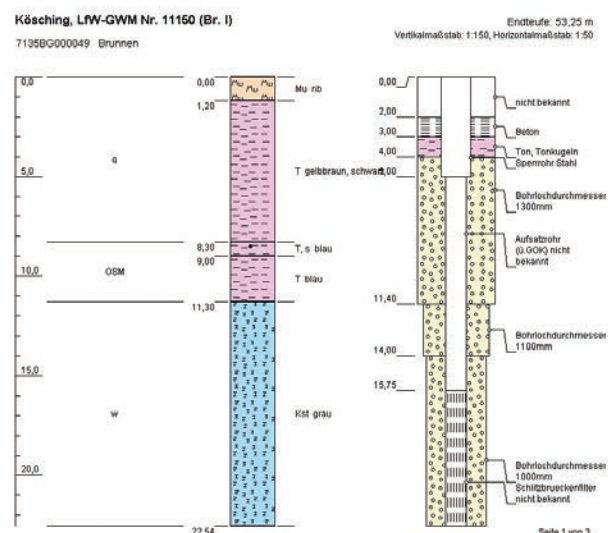 Kösching, LfW-GWM Nr. 11150 (Br. I)
7135BG000049 Brunnen
Endteufe: 53,25 m
Vertikalmaßstab: 1:150, Horizontalmaßstab: 1:50
0,0
5,0
10,0
15,0
20,0
q
OSM
w
0,00
1,20
8,30
9,00
11,30
22,54
Mu nb
T gelbbraun, schwarz
T, s blau
T blau
Kst grau
0,00
2,00
3,00
4,00
5,00
11,40
14,00
15,75
nicht bekannt
Beton
Ton, Tonkugeln
Sperrrohr Stahl
Bohrlochdurchmesser
1300mm
Aufsatzrohr
(ü.GOK) nicht
bekannt
Bohrlochdurchmesser
1100mm
Bohrlochdurchmesser
1000mm
Schlitzbrueckenfilter
nicht bekannt
Seite 1 von 3